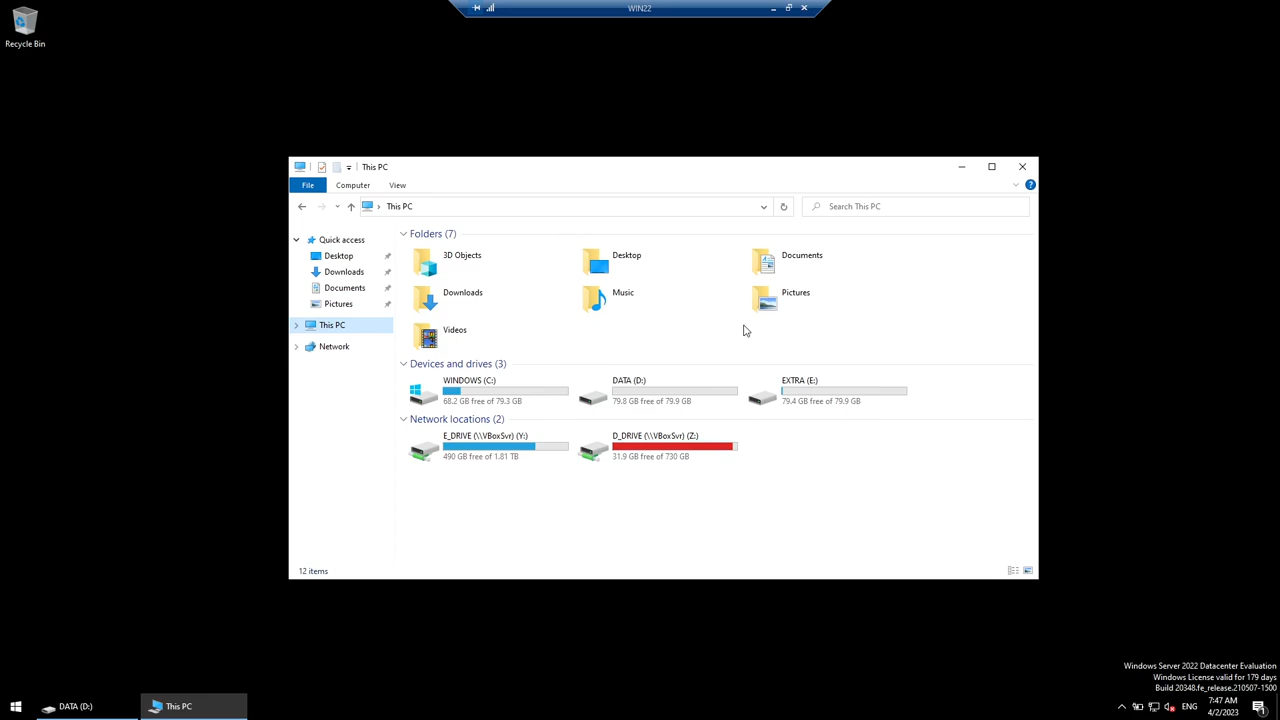 WIN22
Recycle Bin
This PC
File Computer View
This PC
Search This PC
Quick access
Desktop
Downloads
Documents
Pictures
This PC
Network
Folders (7)
3D Objects
Desktop
Documents
Downloads
Music
Pictures
Videos
Devices and drives (3)
WINDOWS (C:)
68.2 GB free of 79.3 GB
DATA (D:)
79.8 GB free of 79.9 GB
EXTRA (E:)
79.4 GB free of 79.9 GB
Network locations (2)
E_DRIVE (\\VBoxSvr) (Y:)
490 GB free of 1.81 TB
D_DRIVE (\\VBoxSvr) (Z:)
31.9 GB free of 730 GB
12 items
Windows Server 2022 Datacenter Evaluation
Windows License valid for 179 days
Build 20348.fe_release.210507-1500
DATA (D:)
This PC
ENG
7:47 AM
4/2/2023
1